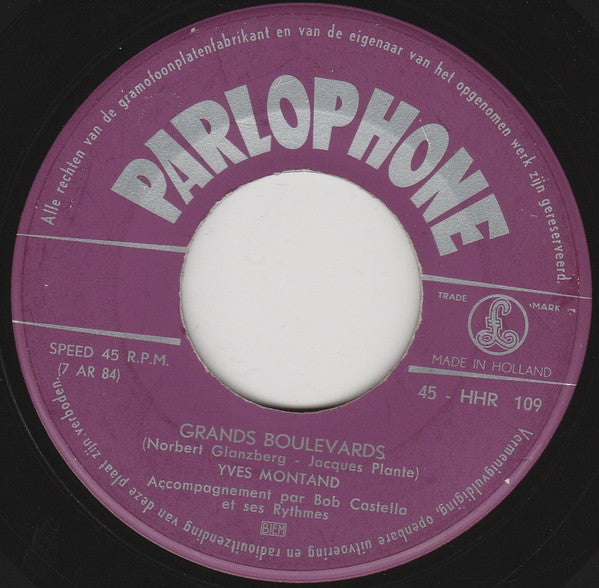 Alle rechten van de gramofoonplatenfabrikant en van de eigenaar van het opgenomen werk zijn gereserveerd.
PARLOPHONE
TRADE MARK
£
MADE IN HOLLAND
SPEED 45 R.P.M.
(7 AR 84)
45 - HHR 109
GRANDS BOULEVARDS
(Norbert Glanzberg - Jacques Plante)
YVES MONTAND
Accompagnement par Bob Castella
et ses Rythmes
BIEM
Vermenigvuldiging, openbare uitvoering en radiouitzending van deze plaat zijn verboden.